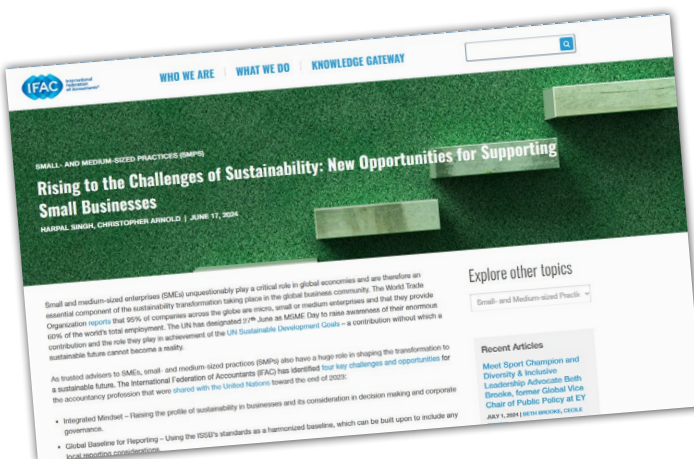 IFAC
International
Federation
of Accountants®
WHO WE ARE
WHAT WE DO
KNOWLEDGE GATEWAY
SMALL- AND MEDIUM-SIZED PRACTICES (SMPS)
Rising to the Challenges of Sustainability: New Opportunities for Supporting
Small Businesses
HARPAL SINGH, CHRISTOPHER ARNOLD | JUNE 17, 2024
Small and medium-sized enterprises (SMEs) unquestionably play a critical role in global economies and are therefore an
essential component of the sustainability transformation taking place in the global business community. The World Trade
Organization reports that 95% of companies across the globe are micro, small or medium enterprises and that they provide
60% of the world's total employment. The UN has designated 27th June as MSME Day to raise awareness of their enormous
contribution and the role they play in achievement of the UN Sustainable Development Goals – a contribution without which a
sustainable future cannot become a reality.
As trusted advisors to SMEs, small- and medium-sized practices (SMPs) also have a huge role in shaping the transformation to
a sustainable future. The International Federation of Accountants (IFAC) has identified four key challenges and opportunities for
the accountancy profession that were shared with the United Nations toward the end of 2023:
• Integrated Mindset – Raising the profile of sustainability in businesses and its consideration in decision making and corporate
governance.
• Global Baseline for Reporting – Using the ISSB's standards as a harmonized baseline, which can be built upon to include any
local reporting considerations.
Explore other topics
Small- and Medium-sized Practic
Recent Articles
Meet Sport Champion and
Diversity & Inclusive
Leadership Advocate Beth
Brooke, former Global Vice
Chair of Public Policy at EY
JULY 1, 2024 | BETH BROOKE, CECILE